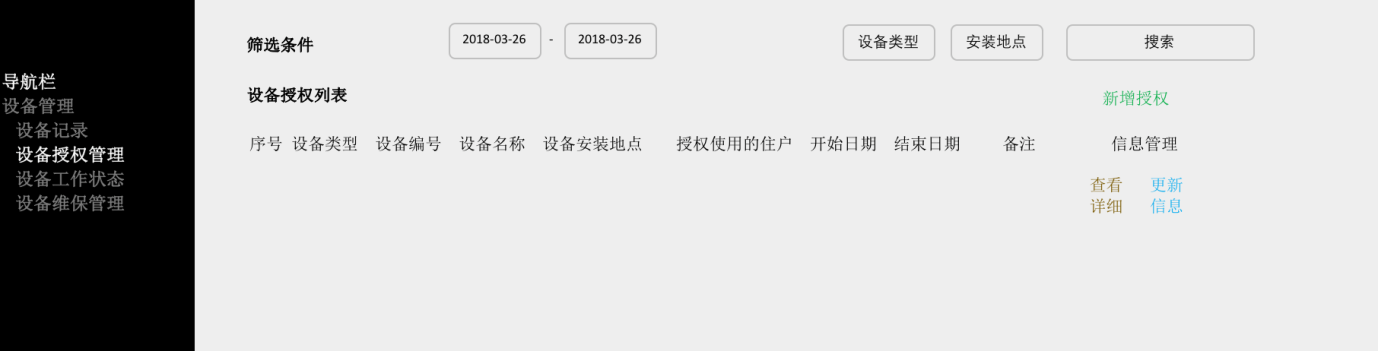 导航栏
设备管理
设备记录
设备授权管理
设备工作状态
设备维保管理
筛选条件 2018-03-26 - 2018-03-26 设备类型 安装地点 搜索
设备授权列表 新增授权
序号 设备类型 设备编号 设备名称 设备安装地点 授权使用的住户 开始日期 结束日期 备注 信息管理
查看 更新
详细 信息